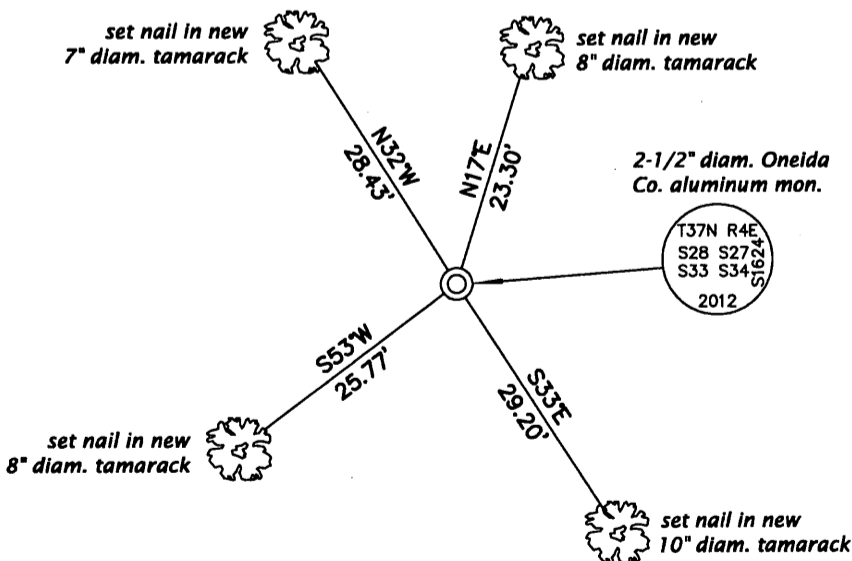 set nail in new
7" diam. tamarack
set nail in new
8" diam. tamarack
N32°W
28.43'
N17°E
23.30'
2-1/2" diam. Oneida
Co. aluminum mon.
T37N R4E
S28 S27
S33 S34
S1624
2012
S53°W
25.77'
S33°E
29.20'
set nail in new
8" diam. tamarack
set nail in new
10" diam. tamarack